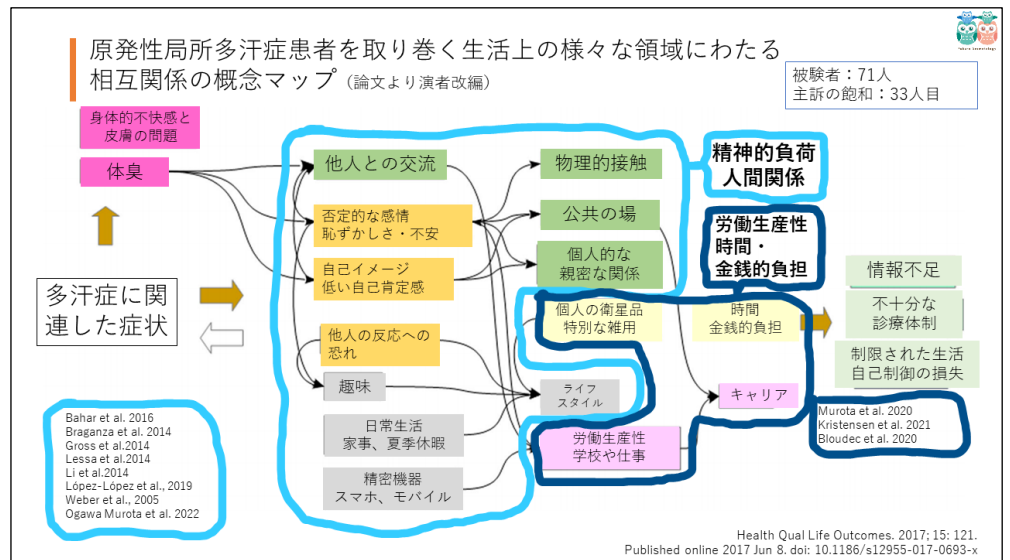 原発性局所多汗症患者を取り巻く生活上の様々な領域にわたる
相互関係の概念マップ（論文より演者改編）
被験者：71人
主訴の飽和：33人目
身体的不快感と
皮膚の問題
体臭
多汗症に関
連した症状
他人との交流
否定的な感情
恥ずかしさ・不安
自己イメージ
低い自己肯定感
他人の反応への
恐れ
趣味
日常生活
家事、夏季休暇
精密機器
スマホ、モバイル
物理的接触
公共の場
個人的な
親密な関係
個人の衛星品
特別な雑用
ライフ
スタイル
労働生産性
学校や仕事
精神的負荷
人間関係
労働生産性
時間・
金銭的負担
時間
金銭的負担
キャリア
情報不足
不十分な
診療体制
制限された生活
自己制御の損失
Bahar et al. 2016
Braganza et al. 2014
Gross et al.2014
Lessa et al.2014
Li et al.2014
López-López et al., 2019
Weber et al., 2005
Ogawa Murota et al. 2022
Murota et al. 2020
Kristensen et al. 2021
Bloudec et al. 2020
Health Qual Life Outcomes. 2017; 15: 121.
Published online 2017 Jun 8. doi: 10.1186/s12955-017-0693-x